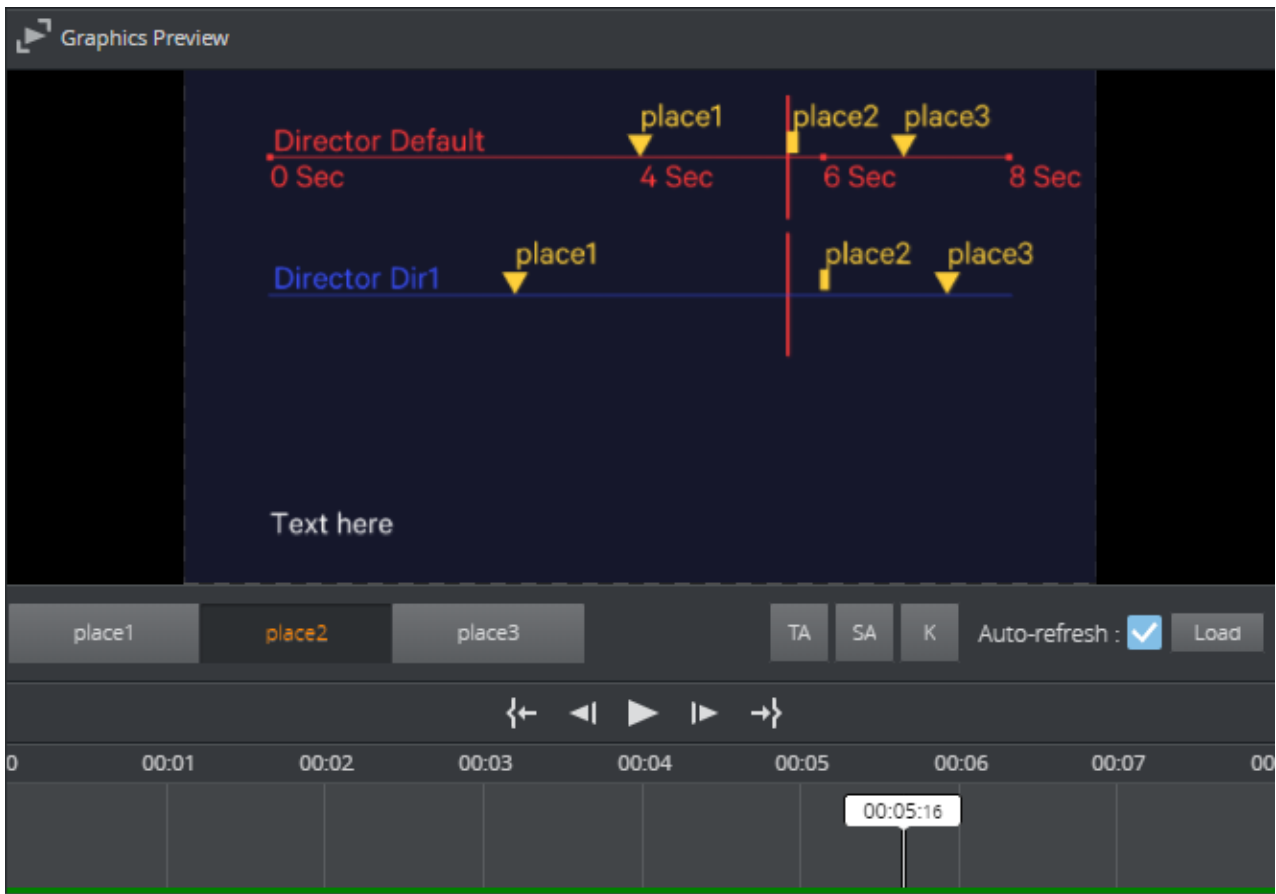 Graphics Preview
place1 place2 place3
Director Default
0 Sec 4 Sec 6 Sec 8 Sec
place1 place2 place3
Director Dir1
Text here
place1 place2 place3 TA SA K Auto-refresh : Load
0 00:01 00:02 00:03 00:04 00:05 00:06 00:07 00
00:05:16